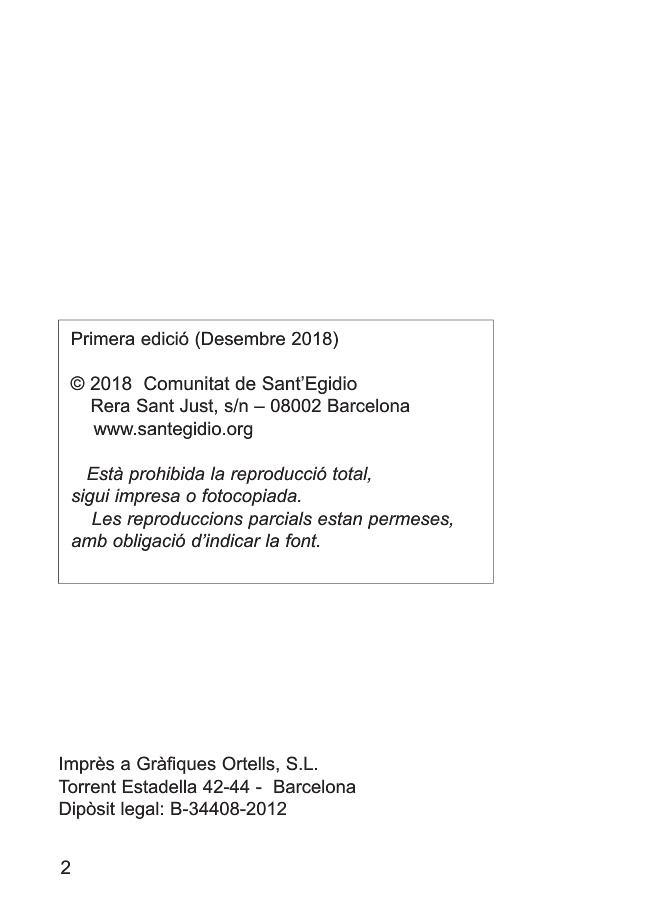 Primera edició (Desembre 2018)
© 2018  Comunitat de Sant’Egidio
Rera Sant Just, s/n – 08002 Barcelona
www.santegidio.org
Està prohibida la reproducció total,
sigui impresa o fotocopiada.
Les reproduccions parcials estan permeses,
amb obligació d’indicar la font.
Imprès a Gràfiques Ortells, S.L.
Torrent Estadella 42-44 -  Barcelona
Dipòsit legal: B-34408-2012
2